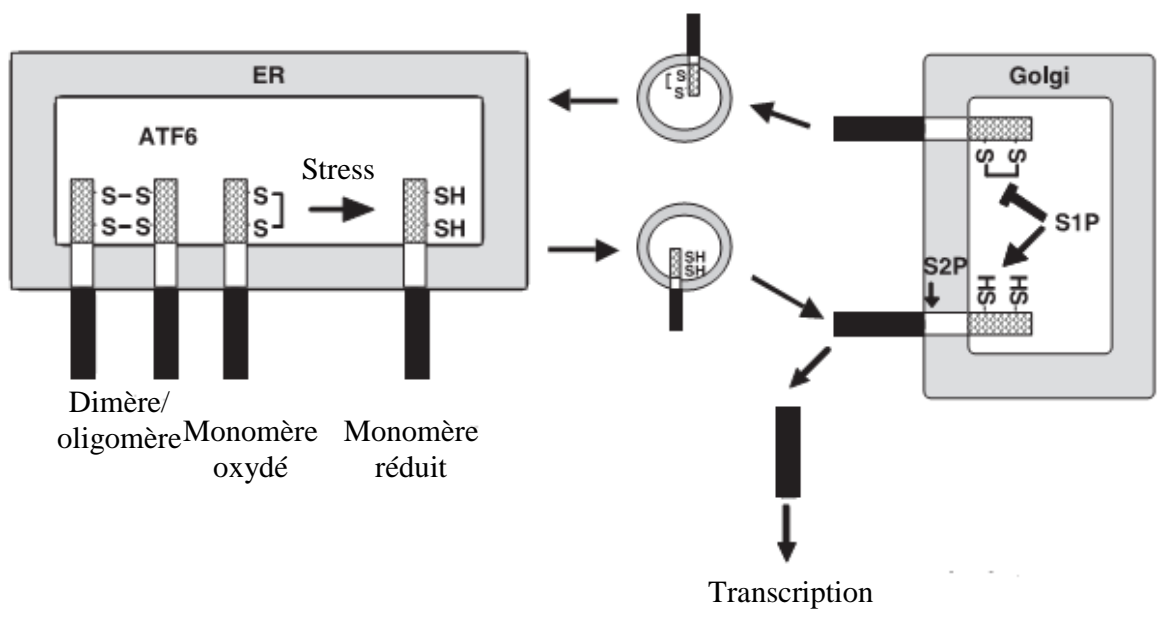 ER
ATF6
Stress
S-S
S-S
S
S
SH
SH
Dimère/
oligomère
Monomère
oxydé
Monomère
réduit
S
S
SH
SH
Golgi
S
S
S1P
S2P
SH
SH
Transcription